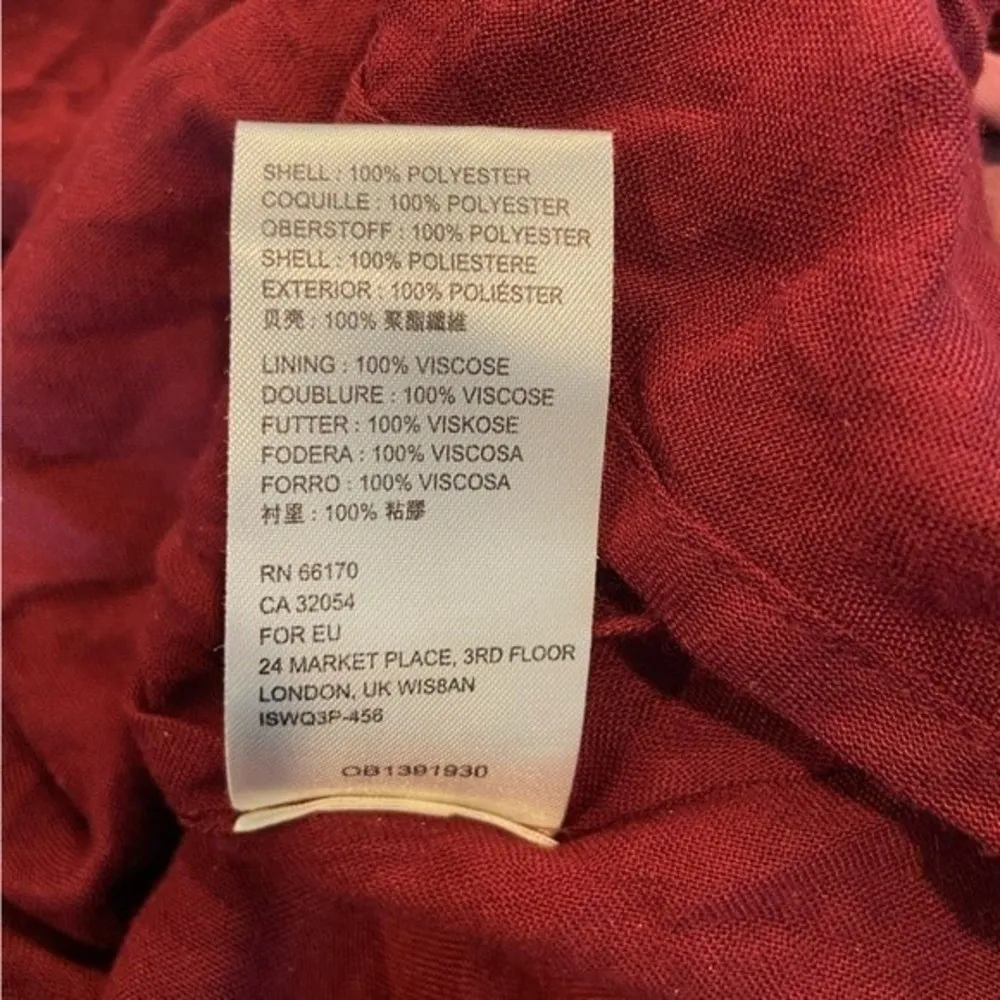 SHELL : 100% POLYESTER
COQUILLE : 100% POLYESTER
OBERSTOFF : 100% POLYESTER
SHELL : 100% POLIESTERE
EXTERIOR : 100% POLIÉSTER
贝壳 : 100% 聚酯纖維
LINING : 100% VISCOSE
DOUBLURE : 100% VISCOSE
FUTTER : 100% VISKOSE
FODERA : 100% VISCOSA
FORRO : 100% VISCOSA
衬里 : 100% 粘膠
RN 66170
CA 32054
FOR EU
24 MARKET PLACE, 3RD FLOOR
LONDON, UK WIS8AN
ISWQ3P-456
OB1391930